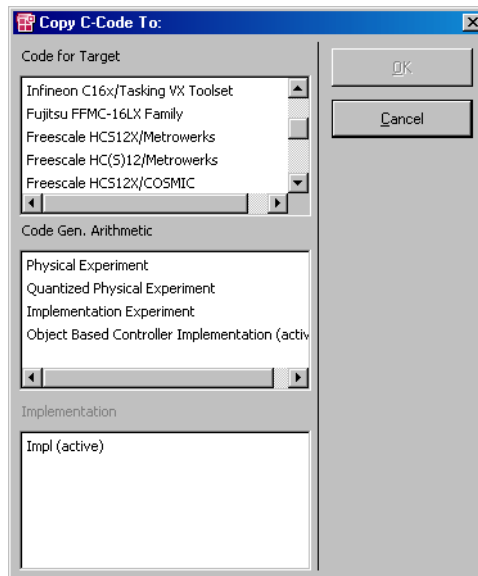 Copy C-Code To:
Code for Target
Infineon C16x/Tasking VX Toolset
Fujitsu FFMC-16LX Family
Freescale HCS12X/Metrowerks
Freescale HC(S)12/Metrowerks
Freescale HCS12X/COSMIC
OK
Cancel
Code Gen. Arithmetic
Physical Experiment
Quantized Physical Experiment
Implementation Experiment
Object Based Controller Implementation (activ
Implementation
Impl (active)